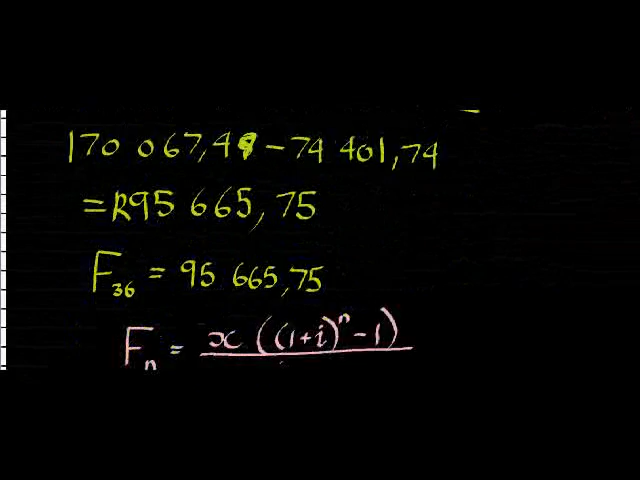 170 067,49 - 74 401,74
= R95 665,75
F₃₆ = 95 665,75
Fₙ = x((1+i)ⁿ - 1)